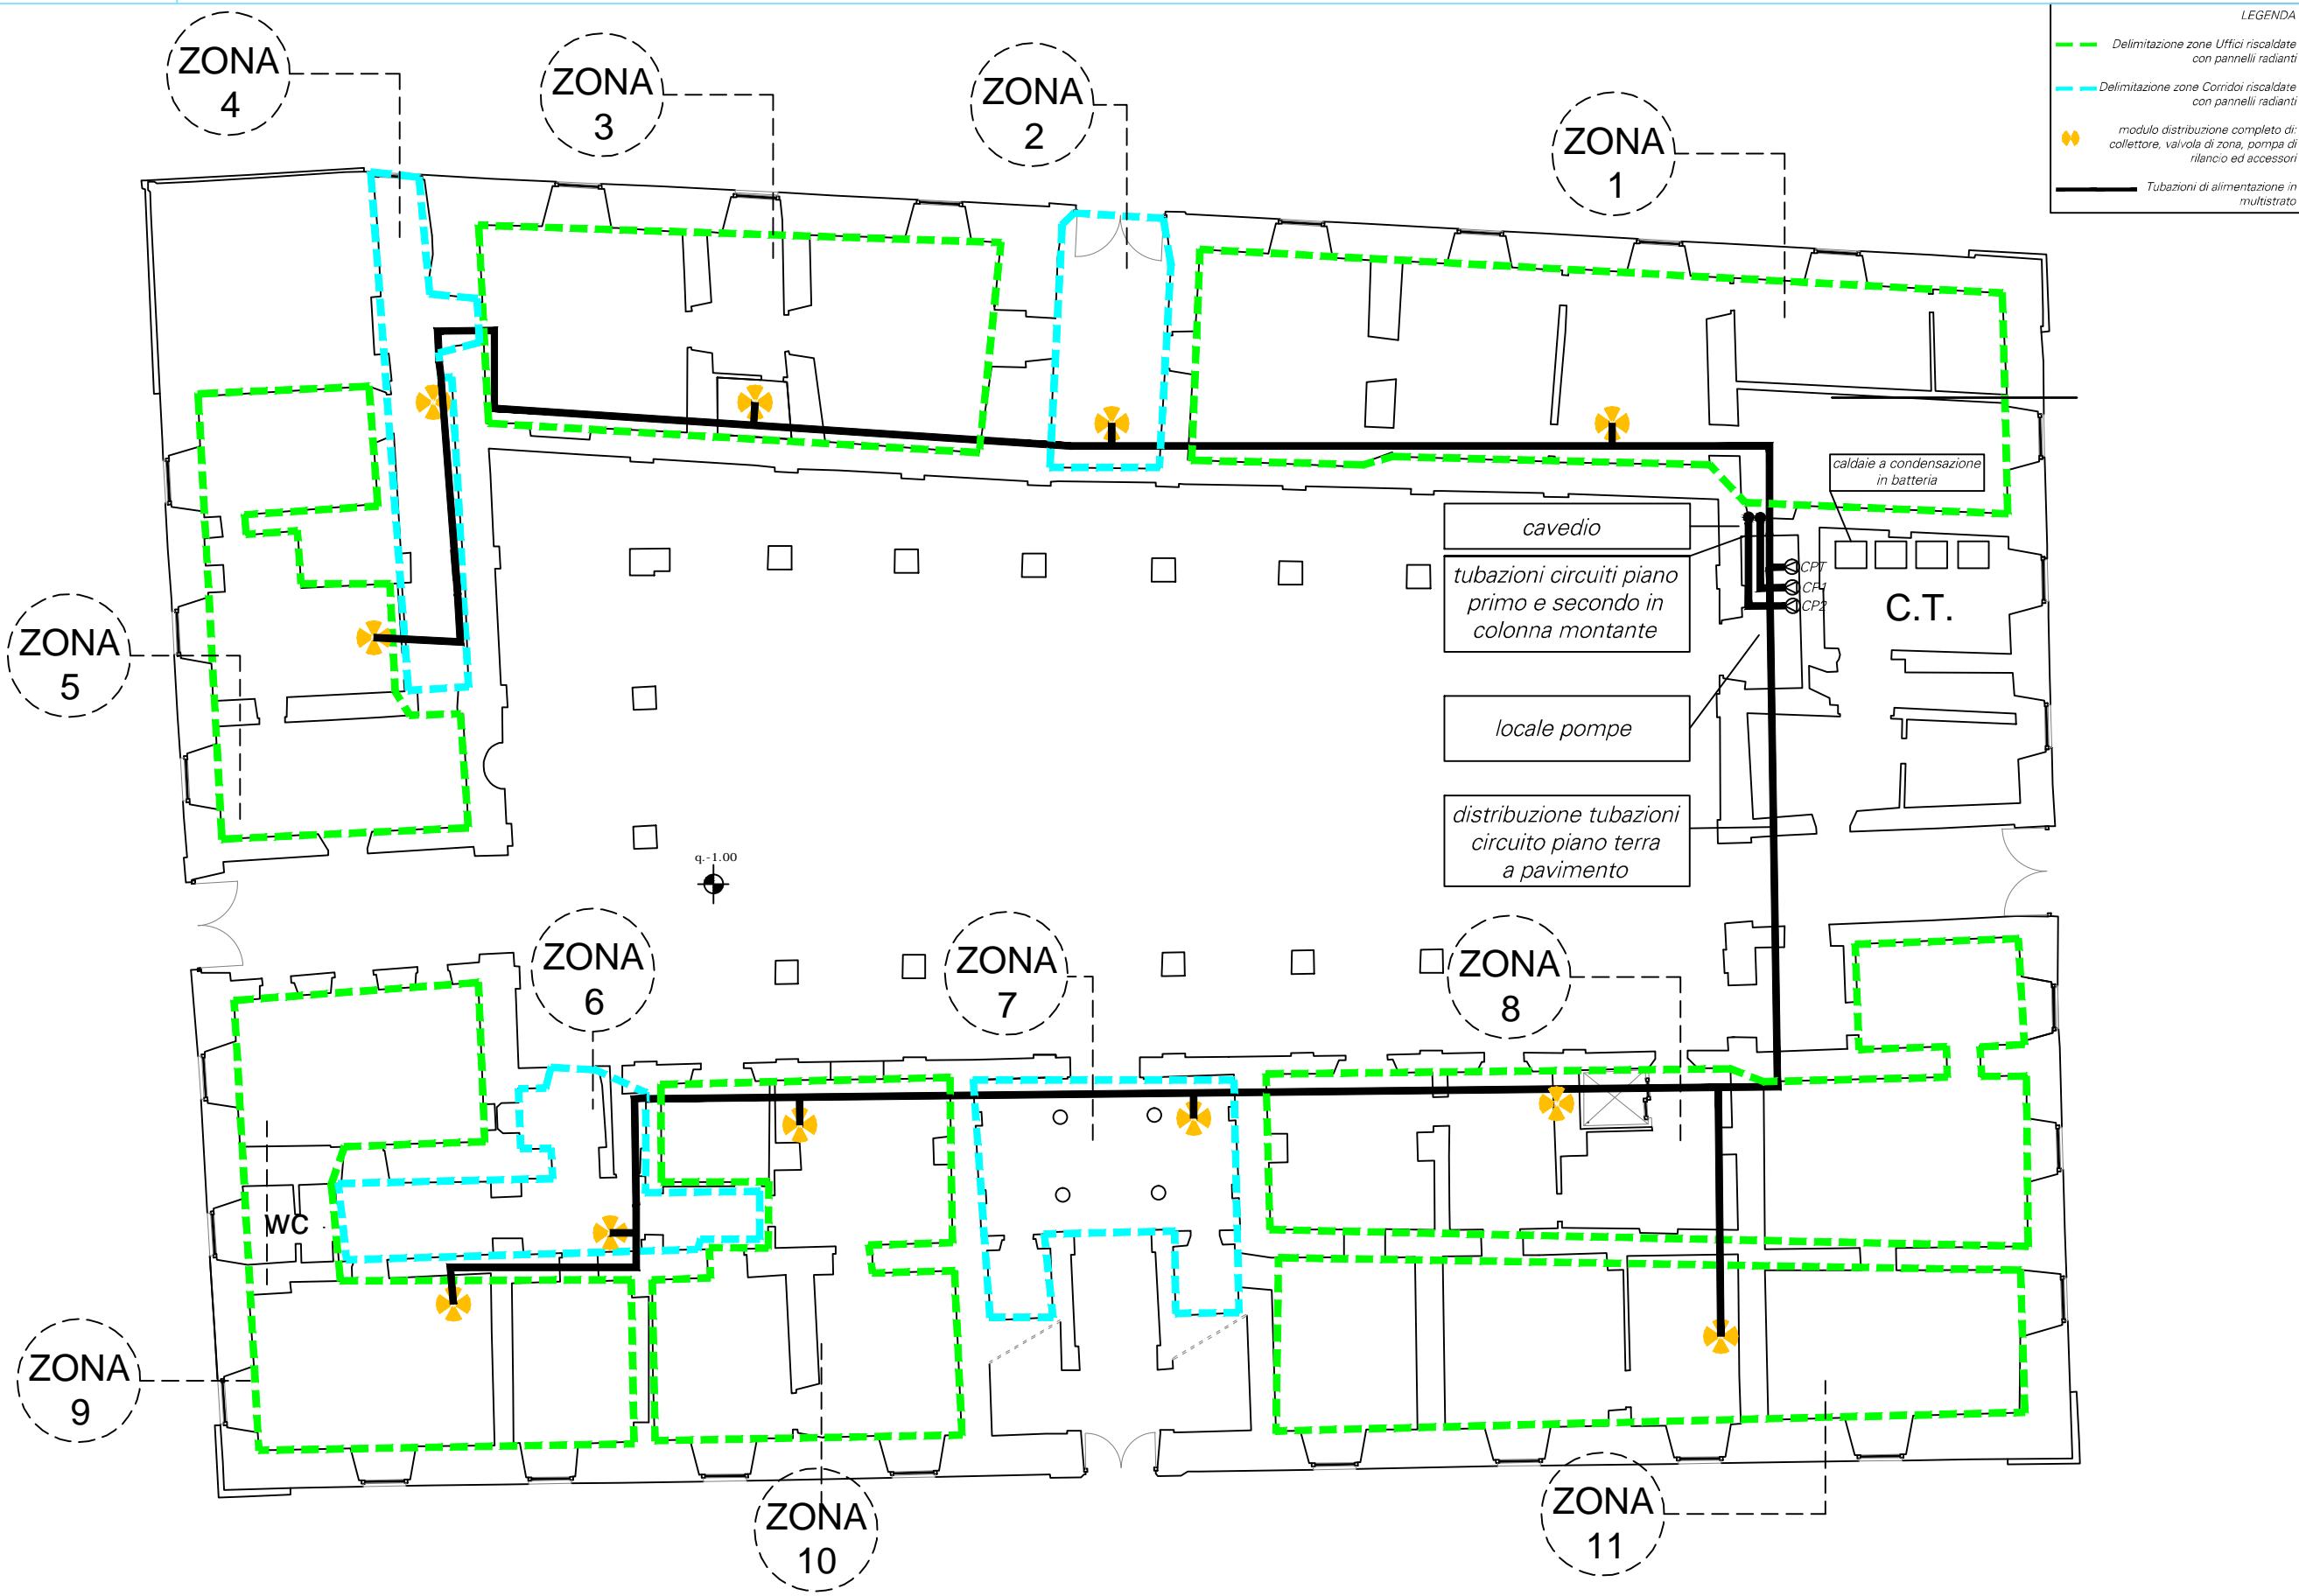 LEGENDA
Delimitazione zone Uffici riscaldate
con pannelli radianti
Delimitazione zone Corridoi riscaldate
con pannelli radianti
modulo distribuzione completo di:
collettore, valvola di zona, pompa di
rilancio ed accessori
Tubazioni di alimentazione in
multistrato
ZONA
4
ZONA
3
ZONA
2
ZONA
1
caldaie a condensazione
in batteria
cavedio
tubazioni circuiti piano
primo e secondo in
colonna montante
CPT
CP1
CP2
C.T.
ZONA
5
locale pompe
distribuzione tubazioni
circuito piano terra
a pavimento
q.-1.00
ZONA
6
ZONA
7
ZONA
8
WC
ZONA
9
ZONA
10
ZONA
11